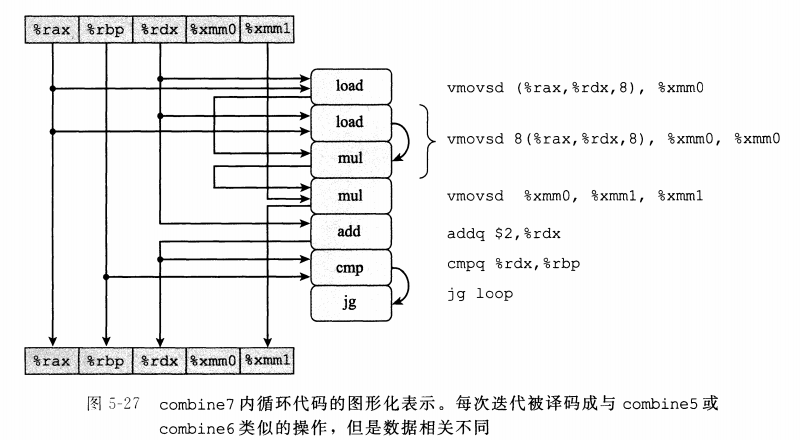 %rax %rbp %rdx %xmm0 %xmm1
load
vmovsd (%rax,%rdx,8), %xmm0
load
mul
vmovsd 8(%rax,%rdx,8), %xmm0, %xmm0
mul
vmovsd %xmm0, %xmm1, %xmm1
add
addq $2,%rdx
cmp
cmpq %rdx,%rbp
jg
jg loop
%rax %rbp %rdx %xmm0 %xmm1
图 5-27 combine7 内循环代码的图形化表示。每次迭代被译码成与 combine5 或
combine6 类似的操作，但是数据相关不同